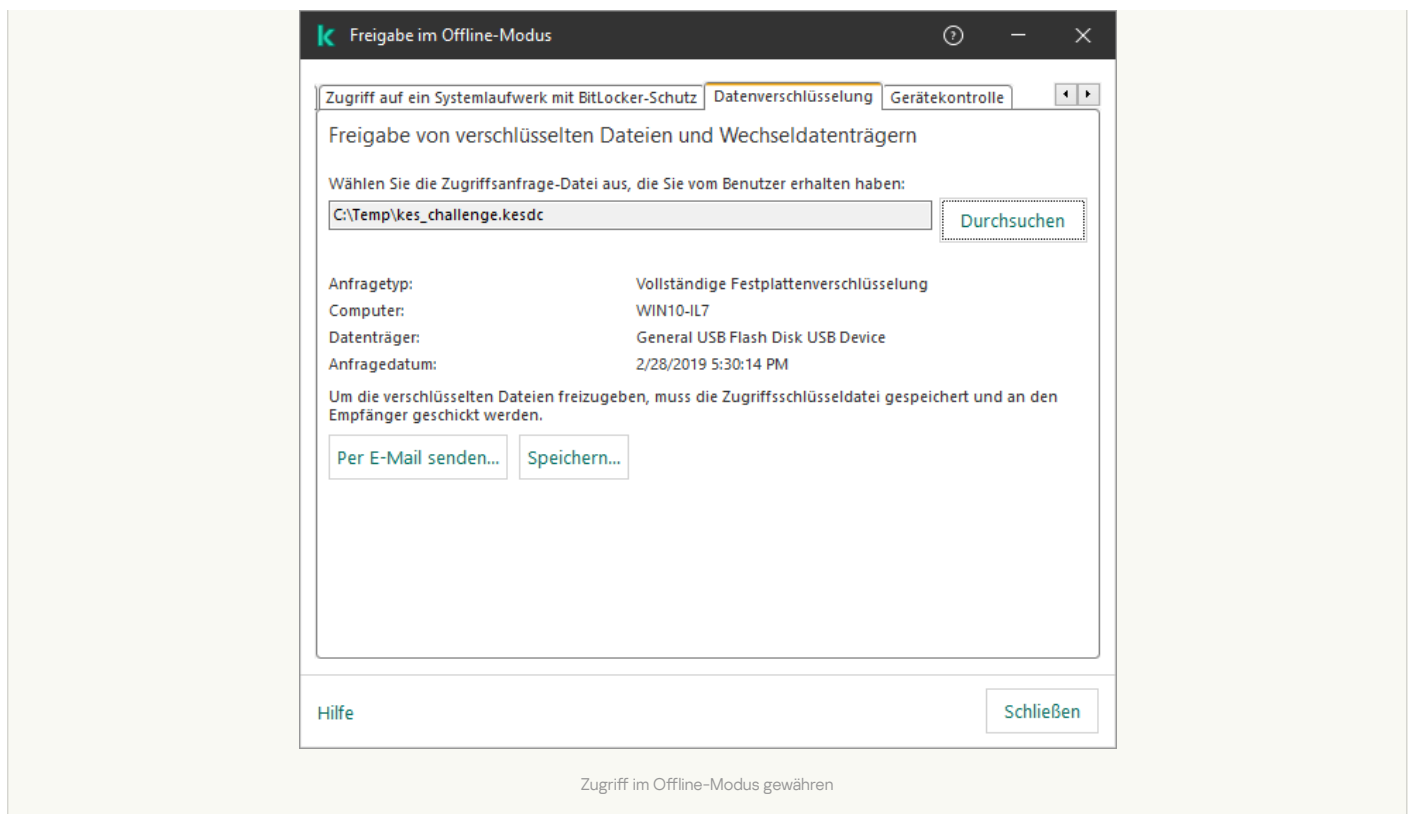 Freigabe im Offline-Modus
Zugriff auf ein Systemlaufwerk mit BitLocker-Schutz Datenverschlüsselung Gerätekontrolle
Freigabe von verschlüsselten Dateien und Wechseldatenträgern
Wählen Sie die Zugriffsanfrage-Datei aus, die Sie vom Benutzer erhalten haben:
C:\Temp\kes_challenge.kesdc Durchsuchen
Anfragetyp: Vollständige Festplattenverschlüsselung
Computer: WIN10-IL7
Datenträger: General USB Flash Disk USB Device
Anfragedatum: 2/28/2019 5:30:14 PM
Um die verschlüsselten Dateien freizugeben, muss die Zugriffsschlüsseldatei gespeichert und an den
Empfänger geschickt werden.
Per E-Mail senden... Speichern...
Hilfe Schließen
Zugriff im Offline-Modus gewähren